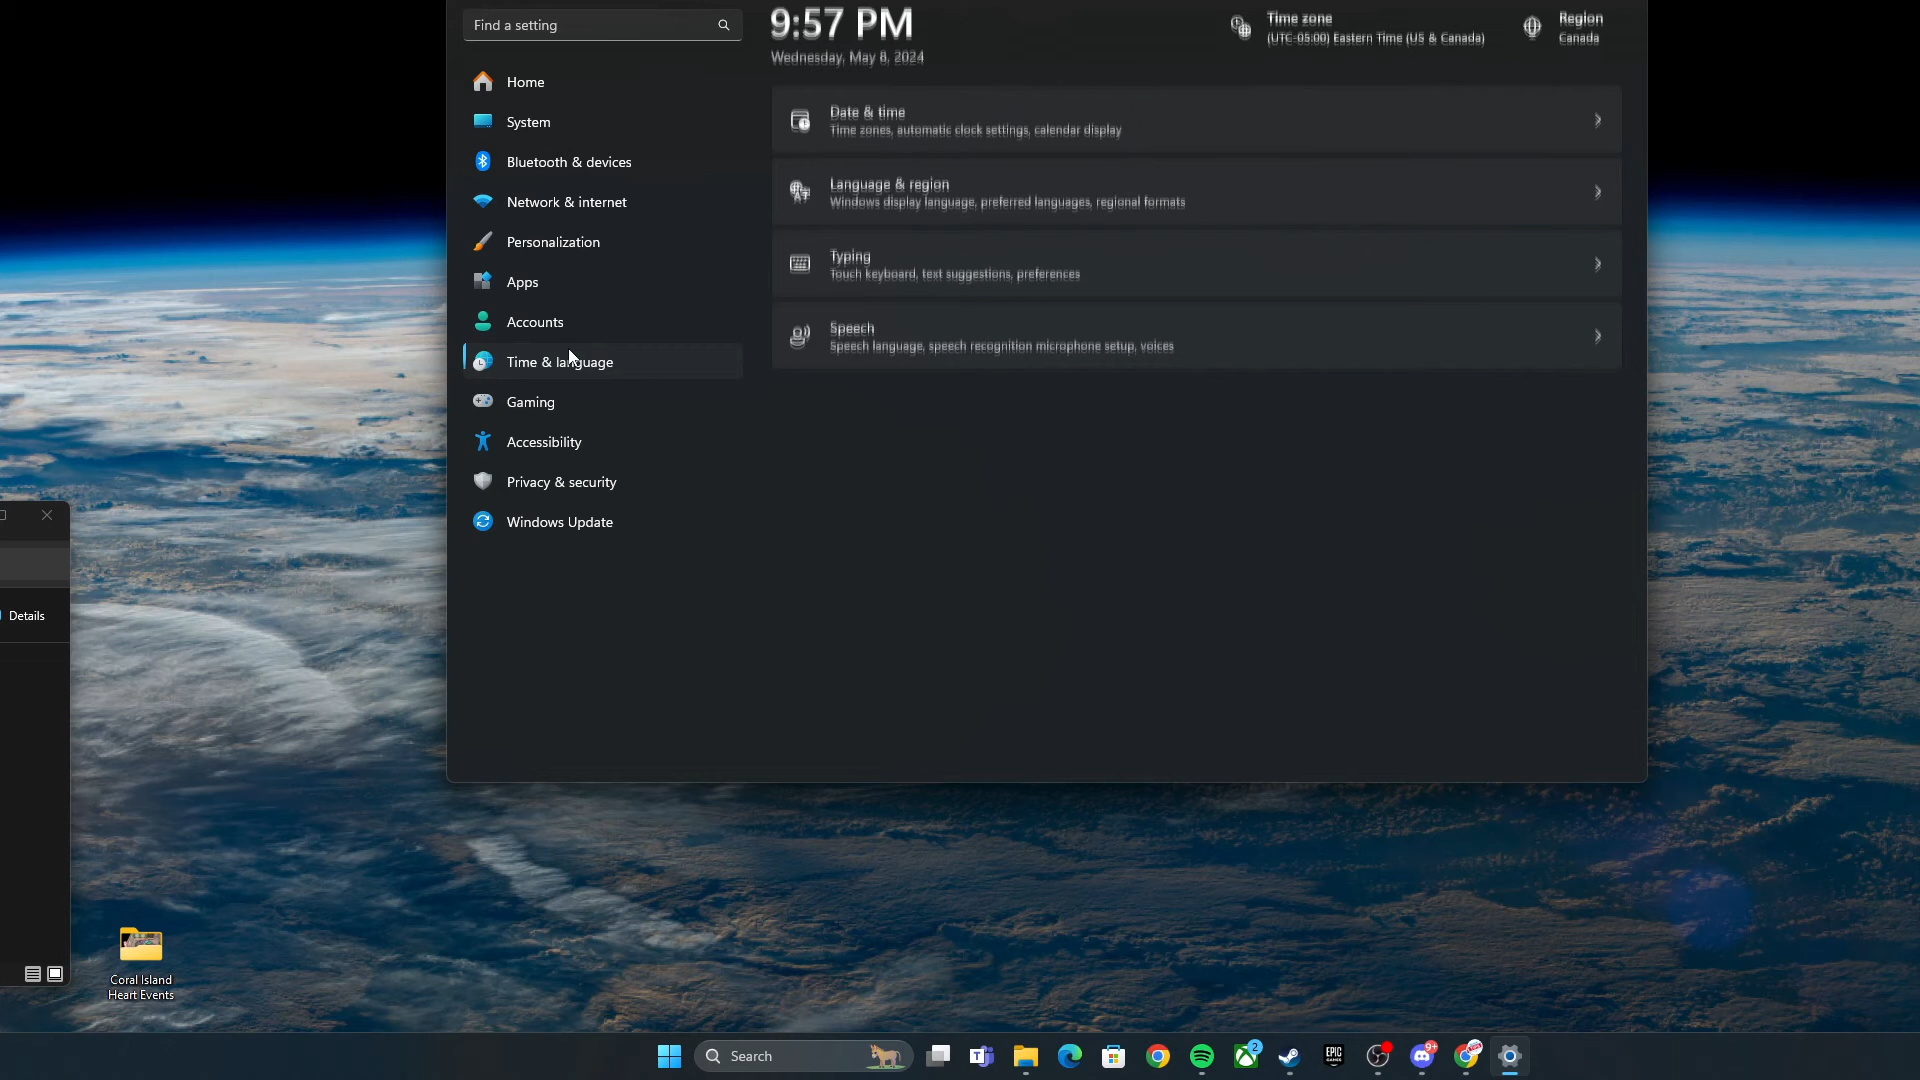 Find a setting
9:57 PM
Wednesday, May 8, 2024
Time zone
(UTC-05:00) Eastern Time (US & Canada)
Region
Canada
Home
System
Bluetooth & devices
Network & internet
Personalization
Apps
Accounts
Time & language
Gaming
Accessibility
Privacy & security
Windows Update
Date & time
Time zones, automatic clock settings, calendar display
Language & region
Windows display language, preferred languages, regional formats
Typing
Touch keyboard, text suggestions, preferences
Speech
Speech language, speech recognition microphone setup, voices
Details
Coral Island
Heart Events
Search
2
EPIC
GAMES
9+